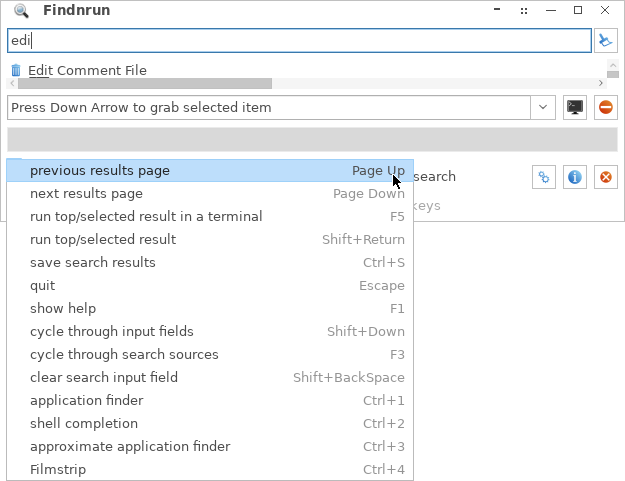 Findnrun
edi
Edit Comment File
Press Down Arrow to grab selected item
search
keys
previous results page Page Up
next results page Page Down
run top/selected result in a terminal F5
run top/selected result Shift+Return
save search results Ctrl+S
quit Escape
show help F1
cycle through input fields Shift+Down
cycle through search sources F3
clear search input field Shift+BackSpace
application finder Ctrl+1
shell completion Ctrl+2
approximate application finder Ctrl+3
Filmstrip Ctrl+4